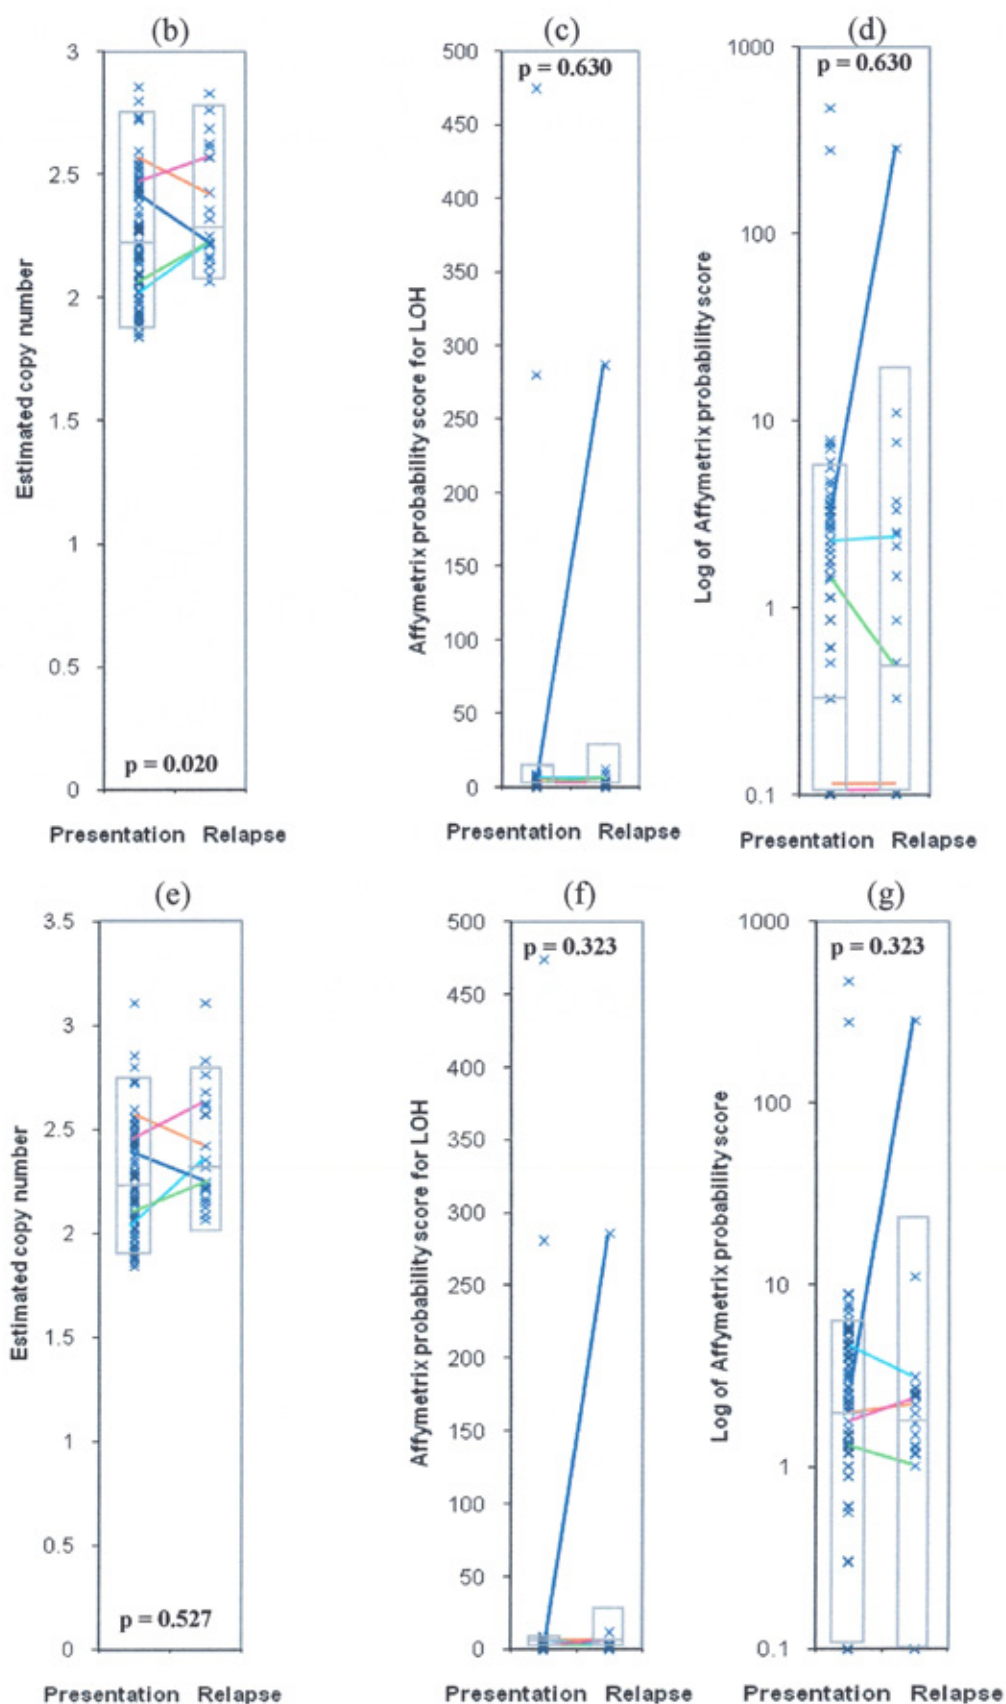 (b)
3
2.5
2
1.5
1
0.5
0
Estimated copy number
p = 0.020
Presentation Relapse
(c)
500
450
400
350
300
250
200
150
100
50
0
Affymetrix probability score for LOH
p = 0.630
Presentation Relapse
(d)
1000
100
10
1
0.1
Log of Affymetrix probability score
p = 0.630
Presentation Relapse
(e)
3.5
3
2.5
2
1.5
1
0.5
0
Estimated copy number
p = 0.527
Presentation Relapse
(f)
500
450
400
350
300
250
200
150
100
50
0
Affymetrix probability score for LOH
p = 0.323
Presentation Relapse
(g)
1000
100
10
1
0.1
Log of Affymetrix probability score
p = 0.323
Presentation Relapse